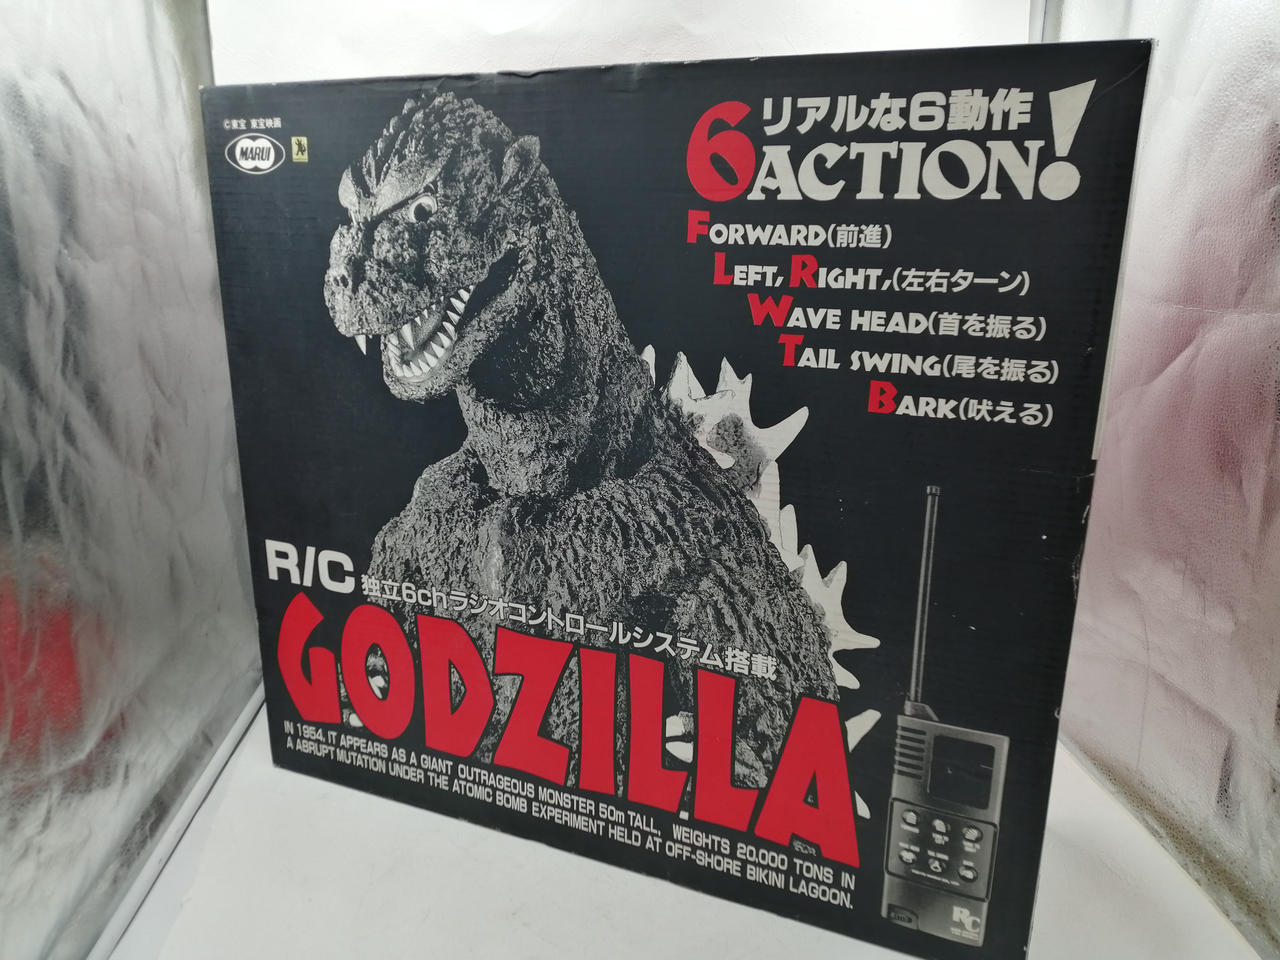 ©東宝 東宝映画
MARUI
リアルな6動作
6ACTION!
FORWARD(前進)
LEFT, RIGHT,(左右ターン)
WAVE HEAD(首を振る)
TAIL SWING(尾を振る)
BARK(吠える)
R/C 独立6chラジオコントロールシステム搭載
GODZILLA
IN 1954, IT APPEARS AS A GIANT OUTRAGEOUS MONSTER 50m TALL, WEIGHTS 20,000 TONS IN
A ABRUPT MUTATION UNDER THE ATOMIC BOMB EXPERIMENT HELD AT OFF-SHORE BIKINI LAGOON.
RC